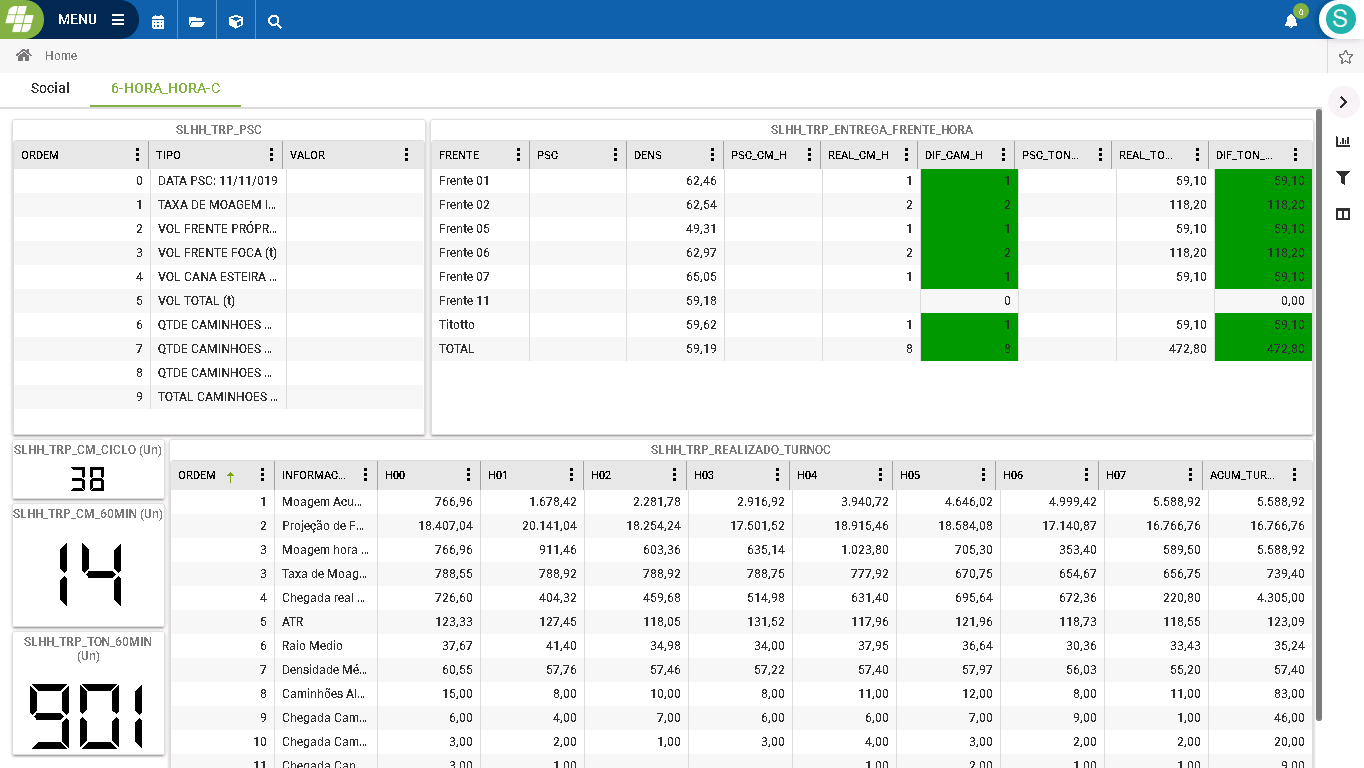 MENU
0
S
Home
Social 6-HORA_HORA-C
SLHH_TRP_PSC
ORDEM TIPO VALOR
0 DATA PSC: 11/11/019
1 TAXA DE MOAGEM I...
2 VOL FRENTE PRÓPR...
3 VOL FRENTE FOCA (t)
4 VOL CANA ESTEIRA ...
5 VOL TOTAL (t)
6 QTDE CAMINHOES ...
7 QTDE CAMINHOES ...
8 QTDE CAMINHOES ...
9 TOTAL CAMINHOES ...
SLHH_TRP_ENTREGA_FRENTE_HORA
FRENTE PSC DENS PSC_CM_H REAL_CM_H DIF_CAM_H PSC_TON... REAL_TO... DIF_TON_...
Frente 01 62,46 1 1 59,10 59,10
Frente 02 62,54 2 2 118,20 118,20
Frente 05 49,31 1 1 59,10 59,10
Frente 06 62,97 2 2 118,20 118,20
Frente 07 65,05 1 1 59,10 59,10
Frente 11 59,18 0 0,00
Titotto 59,62 1 1 59,10 59,10
TOTAL 59,19 8 8 472,80 472,80
SLHH_TRP_CM_CICLO (Un)
38
SLHH_TRP_CM_60MIN (Un)
14
SLHH_TRP_TON_60MIN
(Un)
901
SLHH_TRP_REALIZADO_TURNOC
ORDEM INFORMAC... H00 H01 H02 H03 H04 H05 H06 H07 ACUM_TUR...
1 Moagem Acu... 766,96 1.678,42 2.281,78 2.916,92 3.940,72 4.646,02 4.999,42 5.588,92 5.588,92
2 Projeção de F... 18.407,04 20.141,04 18.254,24 17.501,52 18.915,46 18.584,08 17.140,87 16.766,76 16.766,76
3 Moagem hora ... 766,96 911,46 603,36 635,14 1.023,80 705,30 353,40 589,50 5.588,92
3 Taxa de Moag... 788,55 788,92 788,92 788,75 777,92 670,75 654,67 656,75 739,40
4 Chegada real ... 726,60 404,32 459,68 514,98 631,40 695,64 672,36 220,80 4.305,00
5 ATR 123,33 127,45 118,05 131,52 117,96 121,96 118,73 118,55 123,09
6 Raio Medio 37,67 41,40 34,98 34,00 37,95 36,64 30,36 33,43 35,24
7 Densidade Mé... 60,55 57,76 57,46 57,22 57,40 57,97 56,03 55,20 57,40
8 Caminhões Al... 15,00 8,00 10,00 8,00 11,00 12,00 8,00 11,00 83,00
9 Chegada Cam... 6,00 4,00 7,00 6,00 6,00 7,00 9,00 1,00 46,00
10 Chegada Cam... 3,00 2,00 1,00 3,00 4,00 3,00 2,00 2,00 20,00
11 Chegada Can... 3,00 1,00 1,00 2,00 1,00 1,00 9,00